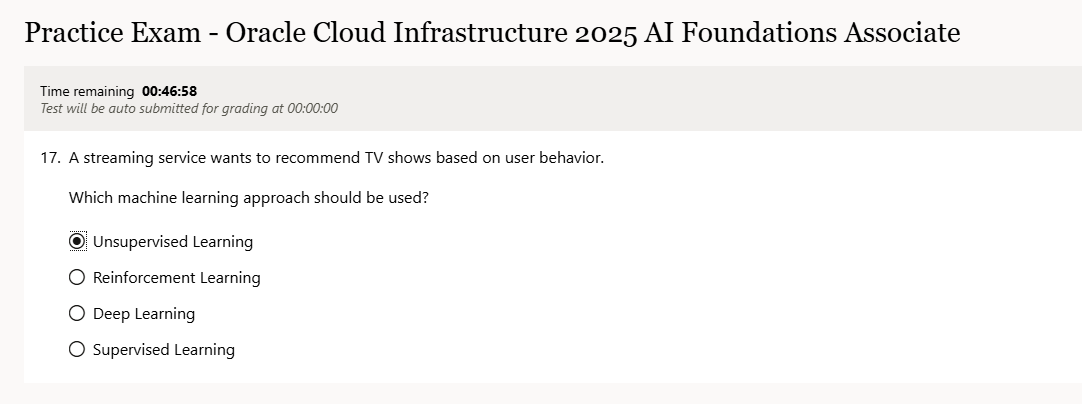 Practice Exam - Oracle Cloud Infrastructure 2025 AI Foundations Associate
Time remaining 00:46:58
Test will be auto submitted for grading at 00:00:00
17. A streaming service wants to recommend TV shows based on user behavior.
Which machine learning approach should be used?
Unsupervised Learning
Reinforcement Learning
Deep Learning
Supervised Learning